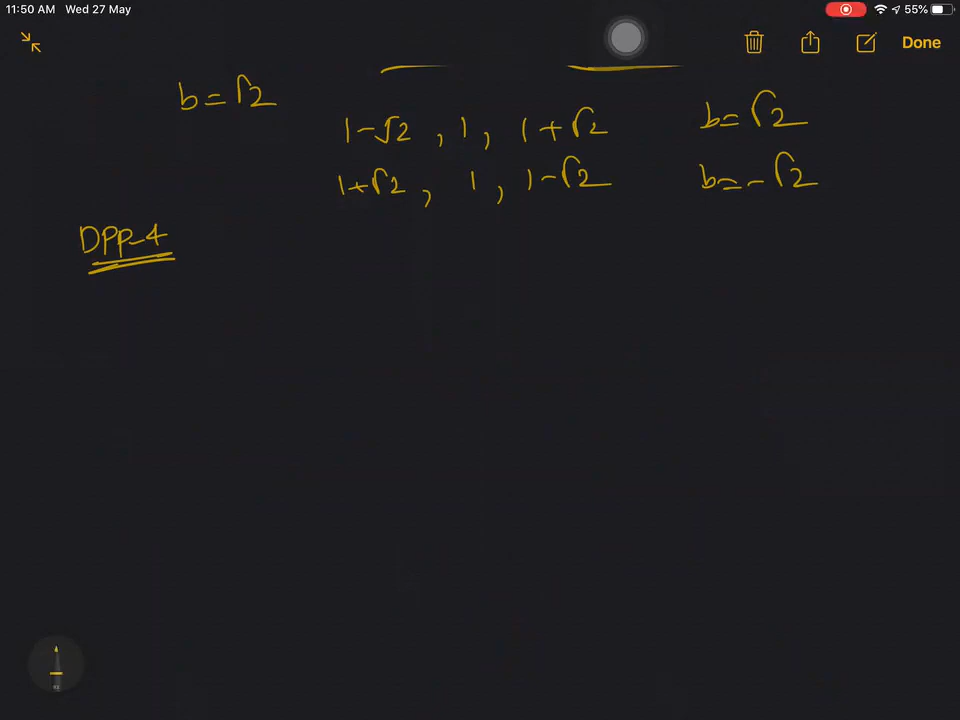 11:50 AM Wed 27 May 55%
Done
b = √2
1-√2 , 1 , 1+√2 b = √2
1+√2 , 1 , 1-√2 b = -√2
DPP-4